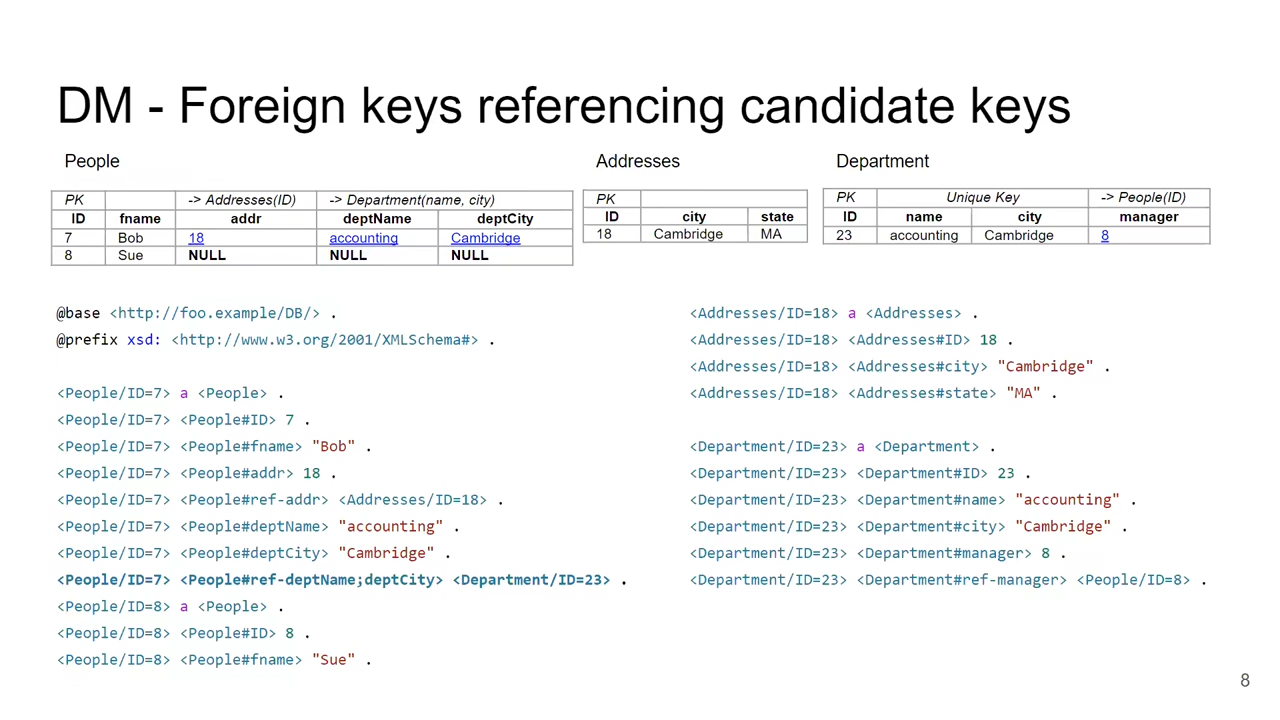 DM - Foreign keys referencing candidate keys
People
PK -> Addresses(ID) -> Department(name, city)
ID fname addr deptName deptCity
7 Bob 18 accounting Cambridge
8 Sue NULL NULL NULL
Addresses
PK
ID city state
18 Cambridge MA
Department
PK Unique Key -> People(ID)
ID name city manager
23 accounting Cambridge 8
@base <http://foo.example/DB/> .
@prefix xsd: <http://www.w3.org/2001/XMLSchema#> .
<People/ID=7> a <People> .
<People/ID=7> <People#ID> 7 .
<People/ID=7> <People#fname> "Bob" .
<People/ID=7> <People#addr> 18 .
<People/ID=7> <People#ref-addr> <Addresses/ID=18> .
<People/ID=7> <People#deptName> "accounting" .
<People/ID=7> <People#deptCity> "Cambridge" .
<People/ID=7> <People#ref-deptName;deptCity> <Department/ID=23> .
<People/ID=8> a <People> .
<People/ID=8> <People#ID> 8 .
<People/ID=8> <People#fname> "Sue" .
<Addresses/ID=18> a <Addresses> .
<Addresses/ID=18> <Addresses#ID> 18 .
<Addresses/ID=18> <Addresses#city> "Cambridge" .
<Addresses/ID=18> <Addresses#state> "MA" .
<Department/ID=23> a <Department> .
<Department/ID=23> <Department#ID> 23 .
<Department/ID=23> <Department#name> "accounting" .
<Department/ID=23> <Department#city> "Cambridge" .
<Department/ID=23> <Department#manager> 8 .
<Department/ID=23> <Department#ref-manager> <People/ID=8> .
8